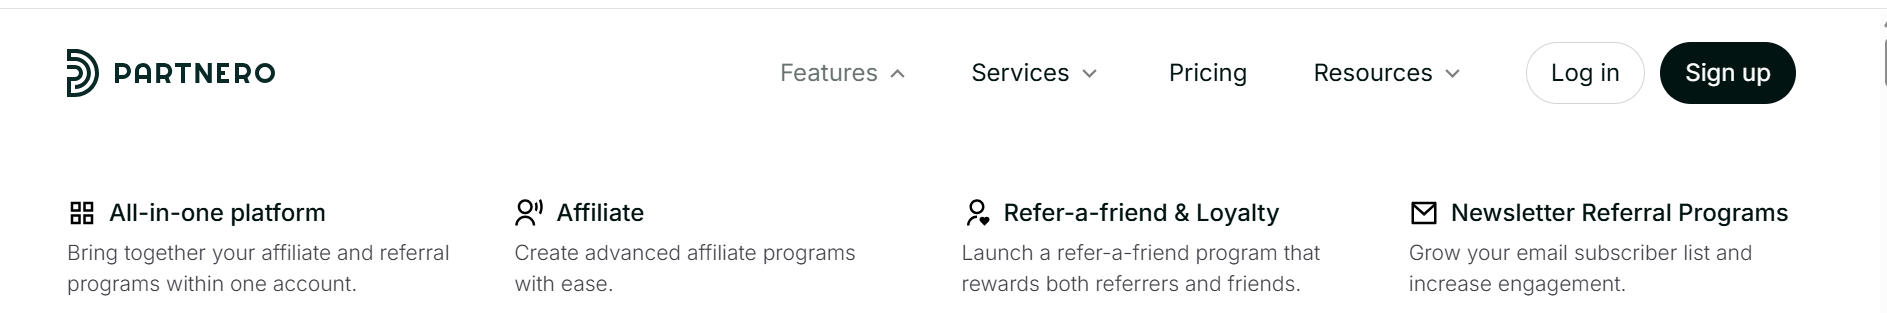 PARTNERO
Features
Services
Pricing
Resources
Log in
Sign up
All-in-one platform
Bring together your affiliate and referral
programs within one account.
Affiliate
Create advanced affiliate programs
with ease.
Refer-a-friend & Loyalty
Launch a refer-a-friend program that
rewards both referrers and friends.
Newsletter Referral Programs
Grow your email subscriber list and
increase engagement.